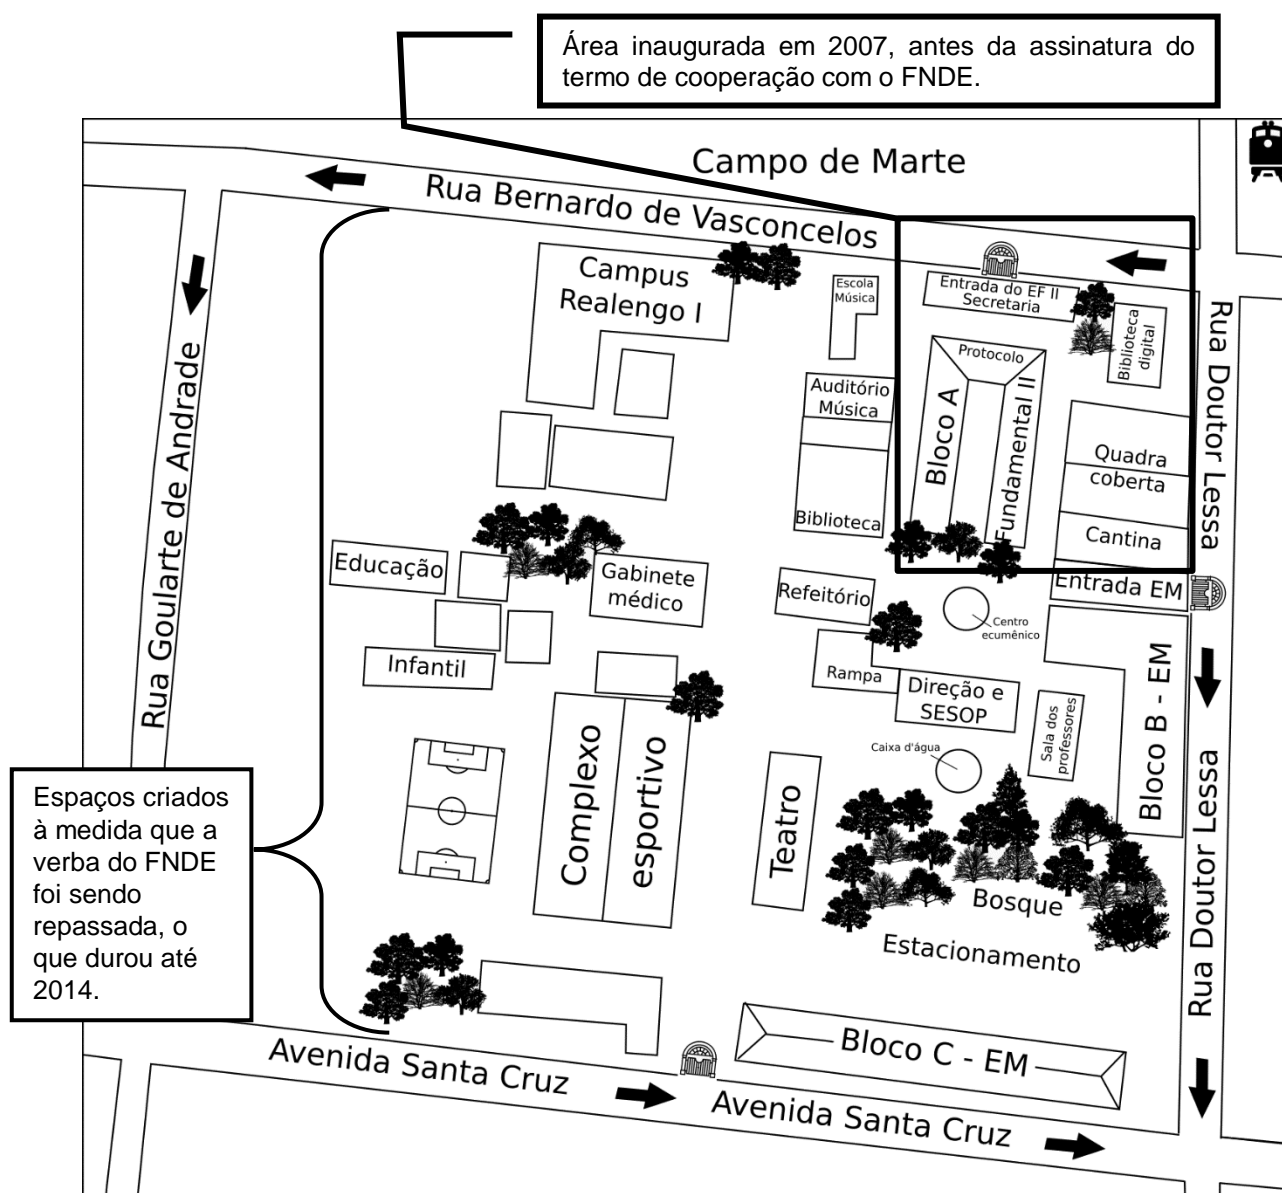 Área inaugurada em 2007, antes da assinatura do
termo de cooperação com o FNDE.
Campo de Marte
Rua Bernardo de Vasconcelos
Campus
Realengo I
Escola
Música
Entrada do EF II
Secretaria
Biblioteca
digital
Protocolo
Bloco A
Fundamental II
Auditório
Música
Biblioteca
Quadra
coberta
Cantina
Entrada EM
Rua Doutor Lessa
Rua Goularte de Andrade
Educação
Gabinete
médico
Refeitório
Centro
ecumênico
Infantil
Rampa
Direção e
SESOP
Sala dos
professores
Bloco B - EM
Caixa d'água
Complexo
esportivo
Teatro
Bosque
Estacionamento
Rua Doutor Lessa
Espaços criados
à medida que a
verba do FNDE
foi sendo
repassada, o
que durou até
2014.
Bloco C - EM
Avenida Santa Cruz
Avenida Santa Cruz